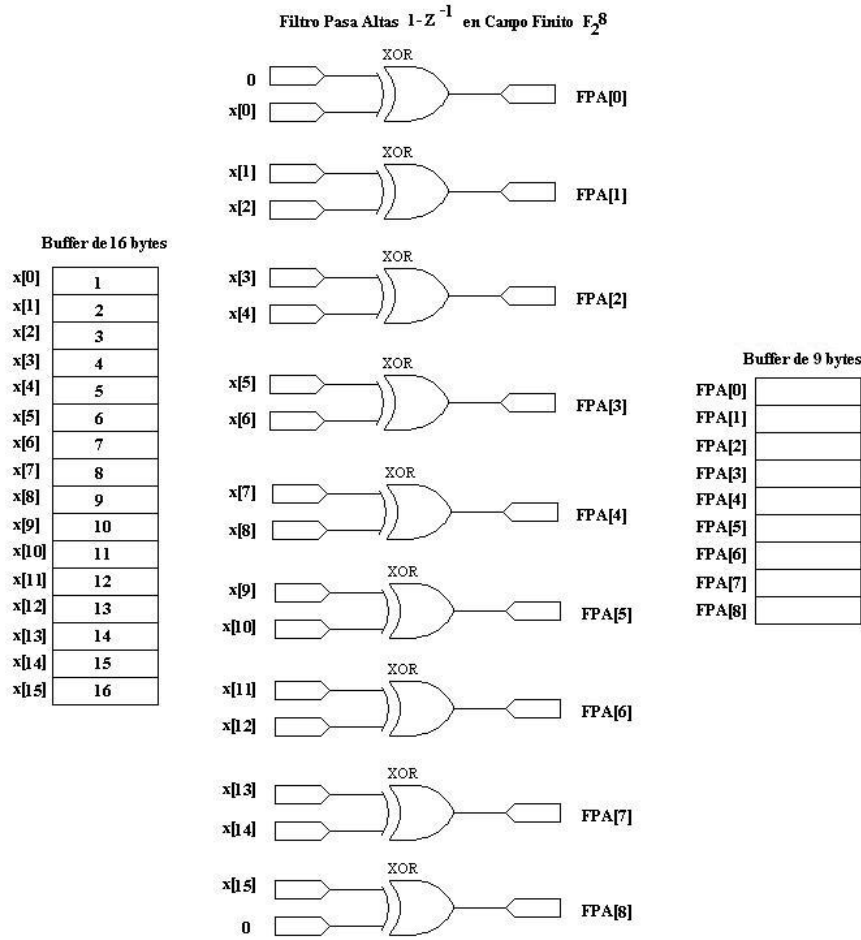 Filtro Pasa Altas 1-Z^-1 en Canpo Finito F_2 8
XOR
0
x[0]
FPA[0]
XOR
x[1]
x[2]
FPA[1]
XOR
x[3]
x[4]
FPA[2]
XOR
x[5]
x[6]
FPA[3]
XOR
x[7]
x[8]
FPA[4]
XOR
x[9]
x[10]
FPA[5]
XOR
x[11]
x[12]
FPA[6]
XOR
x[13]
x[14]
FPA[7]
XOR
x[15]
0
FPA[8]
Buffer de 16 bytes
x[0] 1
x[1] 2
x[2] 3
x[3] 4
x[4] 5
x[5] 6
x[6] 7
x[7] 8
x[8] 9
x[9] 10
x[10] 11
x[11] 12
x[12] 13
x[13] 14
x[14] 15
x[15] 16
Buffer de 9 bytes
FPA[0]
FPA[1]
FPA[2]
FPA[3]
FPA[4]
FPA[5]
FPA[6]
FPA[7]
FPA[8]